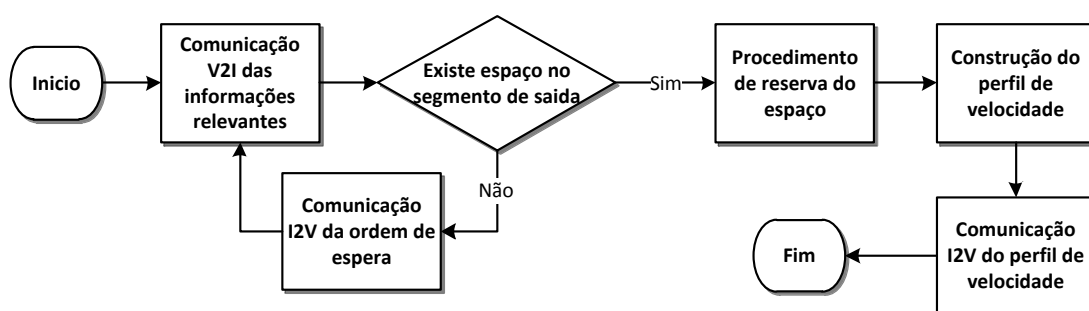 Inicio
Comunicação
V2I das
informações
relevantes
Existe espaço no
segmento de saida
Sim
Procedimento
de reserva do
espaço
Construção do
perfil de
velocidade
Não
Comunicação
I2V da ordem de
espera
Comunicação
I2V do perfil de
velocidade
Fim